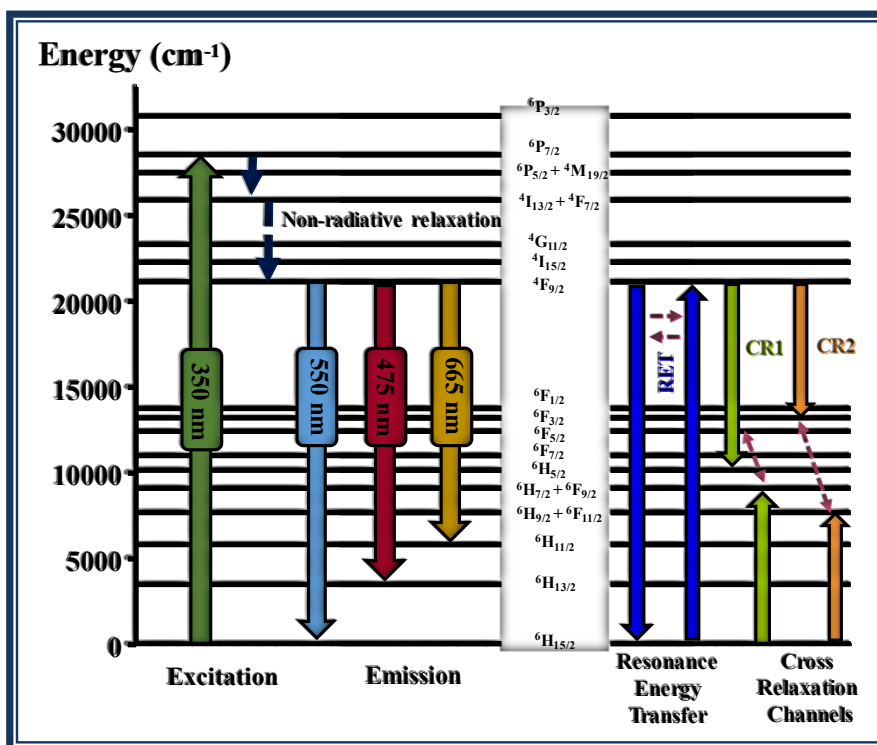 Energy (cm⁻¹)
30000
25000
20000
15000
10000
5000
0
⁶P₃/₂
⁶P₇/₂
⁶P₅/₂ + ⁴M₁₉/₂
⁴I₁₃/₂ + ⁴F₇/₂
⁴G₁₁/₂
⁴I₁₅/₂
⁴F₉/₂
⁶F₁/₂
⁶F₃/₂
⁶F₅/₂
⁶F₇/₂
⁶H₅/₂
⁶H₇/₂ + ⁶F₉/₂
⁶H₉/₂ + ⁶F₁₁/₂
⁶H₁₁/₂
⁶H₁₃/₂
⁶H₁₅/₂
Non-radiative relaxation
350 nm
550 nm
475 nm
665 nm
RET
CR1
CR2
Excitation
Emission
Resonance
Energy
Transfer
Cross
Relaxation
Channels